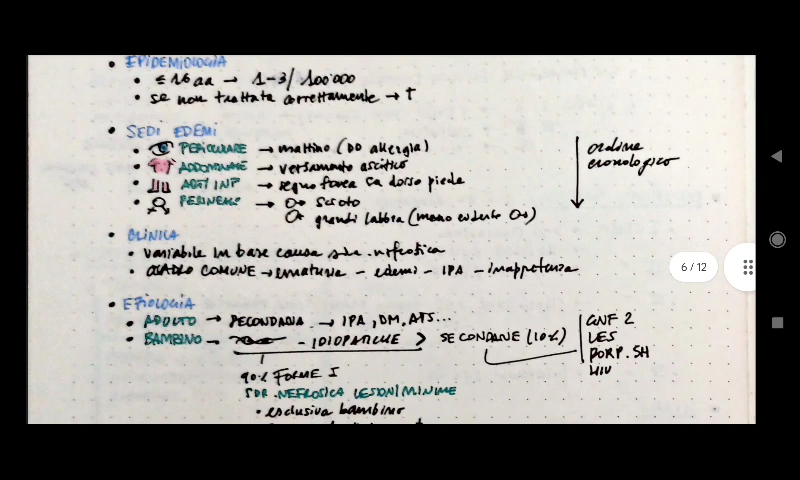 • EPIDEMIOLOGIA
• ≤ 16 aa → 1-3/100'000
• se non trattata correttamente → †
• SEDI EDEMI
• PERIOCULARE → mattino (DD allergia)
• ADDOMINALE → versamento ascitico
• ARTI INF → segno fovea sa dorso piede
• PERINEALE → ♂ scroto
♀ grandi labbra (meno evidente ♀)
ordine
cronologico
• CLINICA
• variabile in base causa sdr. nefrosica
• QUADRO COMUNE → ematuria - edemi - IPA - inappetenza
• EZIOLOGIA
• ADULTO → SECONDARIA → IPA, DM, ATS...
• BAMBINO → - IDIOPATICHE > SECONDARIE (10%)
GNF 2
LES
PORP. SH
HIV
90% FORME I
SDR. NEFROSICA LESIONI MINIME
• esclusiva bambino
6 / 12